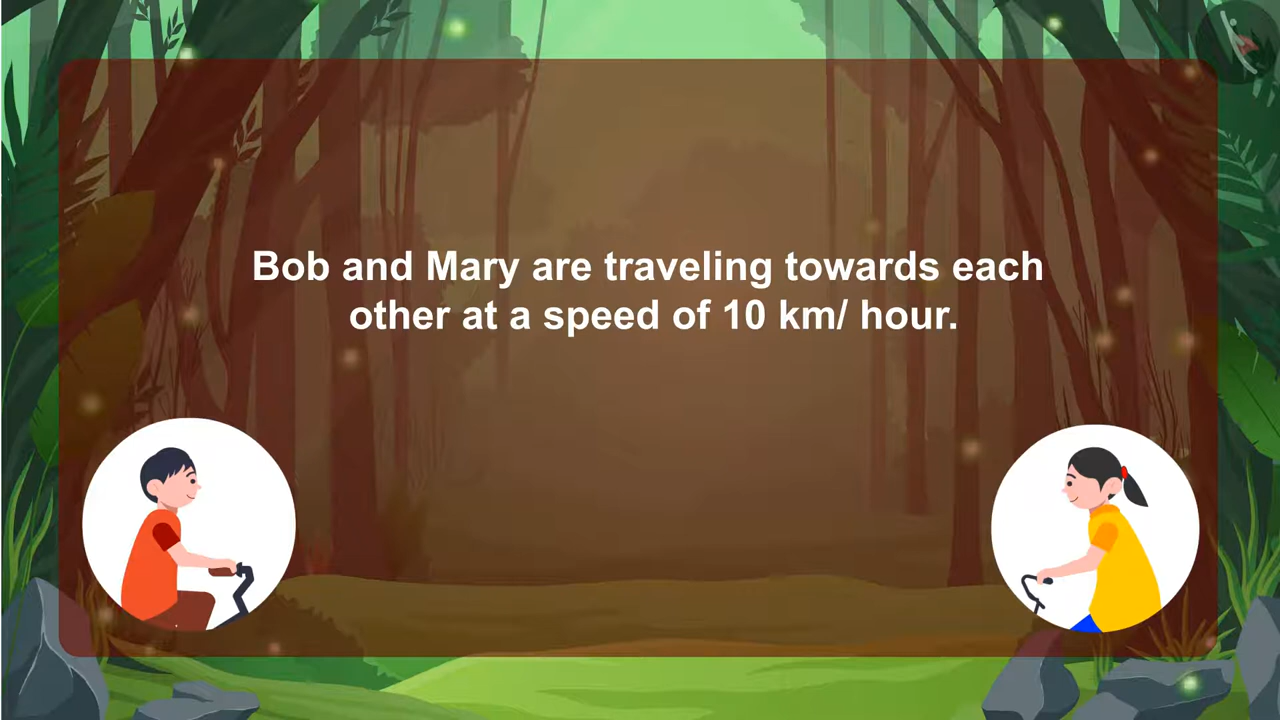 Bob and Mary are traveling towards each
other at a speed of 10 km/ hour.